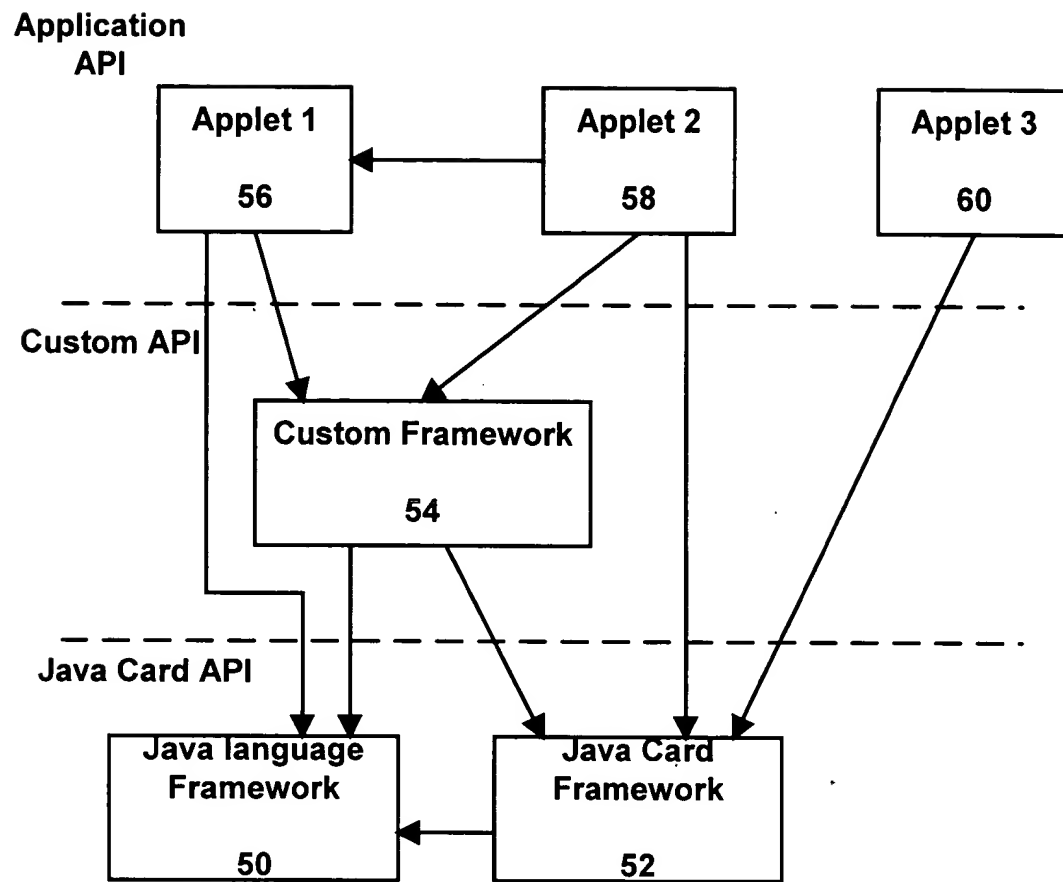 Application
API
Applet 1
56
Applet 2
58
Applet 3
60
Custom API
Custom Framework
54
Java Card API
Java language
Framework
50
Java Card
Framework
52